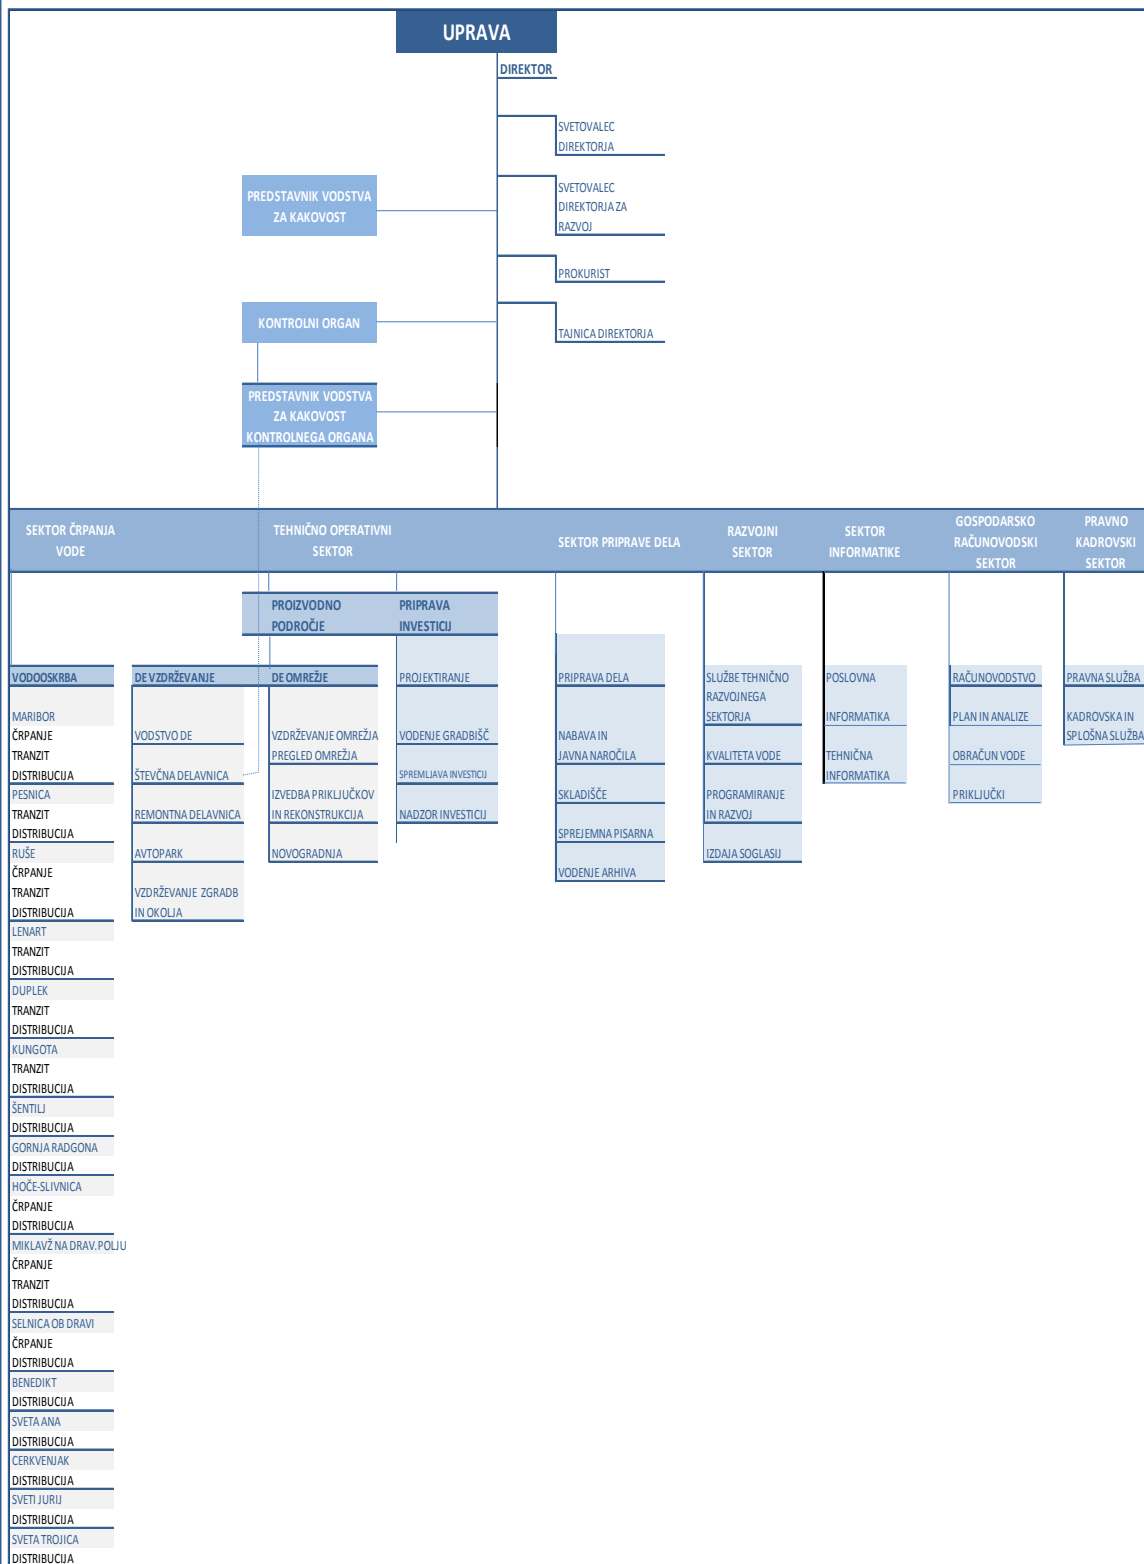 UPRAVA
DIREKTOR
SVETOVALEC
DIREKTORJA
SVETOVALEC
DIREKTORJA ZA
RAZVOJ
PROKURIST
TAJNICA DIREKTORJA
PREDSTAVNIK VODSTVA
ZA KAKOVOST
KONTROLNI ORGAN
PREDSTAVNIK VODSTVA
ZA KAKOVOST
KONTROLNEGA ORGANA
SEKTOR ČRPANJA
VODE
TEHNIČNO OPERATIVNI
SEKTOR
SEKTOR PRIPRAVE DELA
RAZVOJNI
SEKTOR
SEKTOR
INFORMATIKE
GOSPODARSKO
RAČUNOVODSKI
SEKTOR
PRAVNO
KADROVSKI
SEKTOR
PROIZVODNO
PODROČJE
PRIPRAVA
INVESTICIJ
VODOOSKRBA
MARIBOR
ČRPANJE
TRANZIT
DISTRIBUCIJA
PESNICA
TRANZIT
DISTRIBUCIJA
RUŠE
ČRPANJE
TRANZIT
DISTRIBUCIJA
LENART
TRANZIT
DISTRIBUCIJA
DUPLEK
TRANZIT
DISTRIBUCIJA
KUNGOTA
TRANZIT
DISTRIBUCIJA
ŠENTILJ
DISTRIBUCIJA
GORNJA RADGONA
DISTRIBUCIJA
HOČE-SLIVNICA
ČRPANJE
DISTRIBUCIJA
MIKLAVŽ NA DRAV.POLJU
ČRPANJE
TRANZIT
DISTRIBUCIJA
SELNICA OB DRAVI
ČRPANJE
DISTRIBUCIJA
BENEDIKT
DISTRIBUCIJA
SVETA ANA
DISTRIBUCIJA
CERKVENJAK
DISTRIBUCIJA
SVETI JURIJ
DISTRIBUCIJA
SVETA TROJICA
DISTRIBUCIJA
DE VZDRŽEVANJE
VODSTVO DE
ŠTEVČNA DELAVNICA
REMONTNA DELAVNICA
AVTOPARK
VZDRŽEVANJE ZGRADB
IN OKOLJA
DE OMREŽJE
VZDRŽEVANJE OMREŽJA
PREGLED OMREŽJA
IZVEDBA PRIKLJUČKOV
IN REKONSTRUKCIJA
NOVOGRADNJA
PROJEKTIRANJE
VODENJE GRADBIŠČ
SPREMLJAVA INVESTICIJ
NADZOR INVESTICIJ
PRIPRAVA DELA
NABAVA IN
JAVNA NAROČILA
SKLADIŠČE
SPREJEMNA PISARNA
VODENJE ARHIVA
SLUŽBE TEHNIČNO
RAZVOJNEGA
SEKTORJA
KVALITETA VODE
PROGRAMIRANJE
IN RAZVOJ
IZDAJA SOGLASIJ
POSLOVNA
INFORMATIKA
TEHNIČNA
INFORMATIKA
RAČUNOVODSTVO
PLAN IN ANALIZE
OBRAČUN VODE
PRIKLJUČKI
PRAVNA SLUŽBA
KADROVSKA IN
SPLOŠNA SLUŽBA